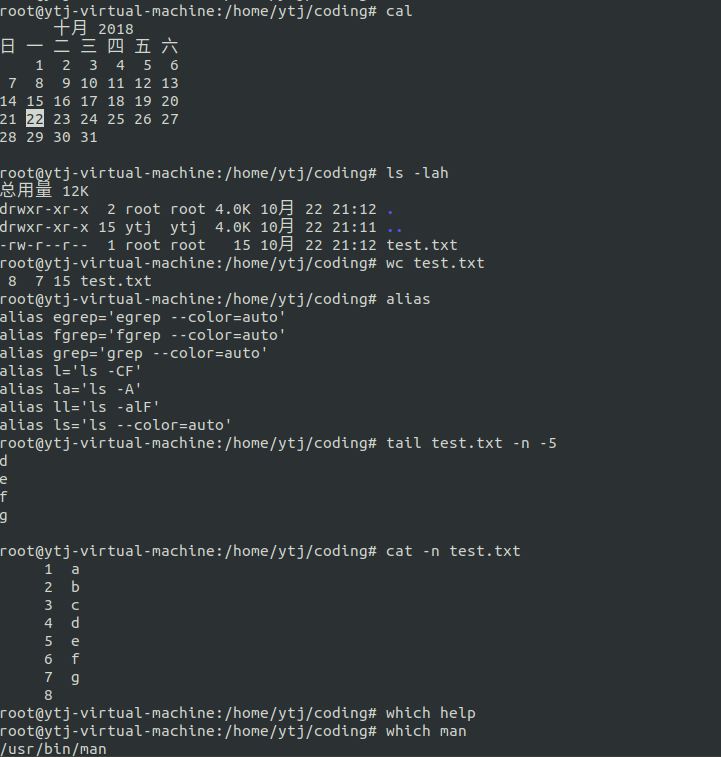 root@ytj-virtual-machine:/home/ytj/coding# cal
      十月 2018
日 一 二 三 四 五 六
    1  2  3  4  5  6
 7  8  9 10 11 12 13
14 15 16 17 18 19 20
21 22 23 24 25 26 27
28 29 30 31

root@ytj-virtual-machine:/home/ytj/coding# ls -lah
总用量 12K
drwxr-xr-x  2 root root 4.0K 10月 22 21:12 .
drwxr-xr-x 15 ytj  ytj  4.0K 10月 22 21:11 ..
-rw-r--r--  1 root root   15 10月 22 21:12 test.txt
root@ytj-virtual-machine:/home/ytj/coding# wc test.txt
 8  7 15 test.txt
root@ytj-virtual-machine:/home/ytj/coding# alias
alias egrep='egrep --color=auto'
alias fgrep='fgrep --color=auto'
alias grep='grep --color=auto'
alias l='ls -CF'
alias la='ls -A'
alias ll='ls -alF'
alias ls='ls --color=auto'
root@ytj-virtual-machine:/home/ytj/coding# tail test.txt -n -5
d
e
f
g

root@ytj-virtual-machine:/home/ytj/coding# cat -n test.txt
     1  a
     2  b
     3  c
     4  d
     5  e
     6  f
     7  g
     8
root@ytj-virtual-machine:/home/ytj/coding# which help
root@ytj-virtual-machine:/home/ytj/coding# which man
/usr/bin/man